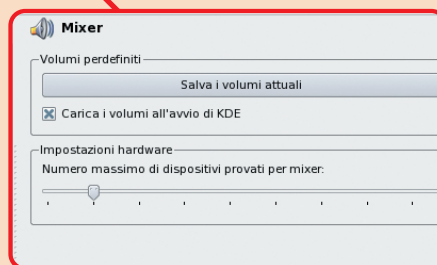 Mixer
Volumi perdefiniti
Salva i volumi attuali
Carica i volumi all'avvio di KDE
Impostazioni hardware
Numero massimo di dispositivi provati per mixer: